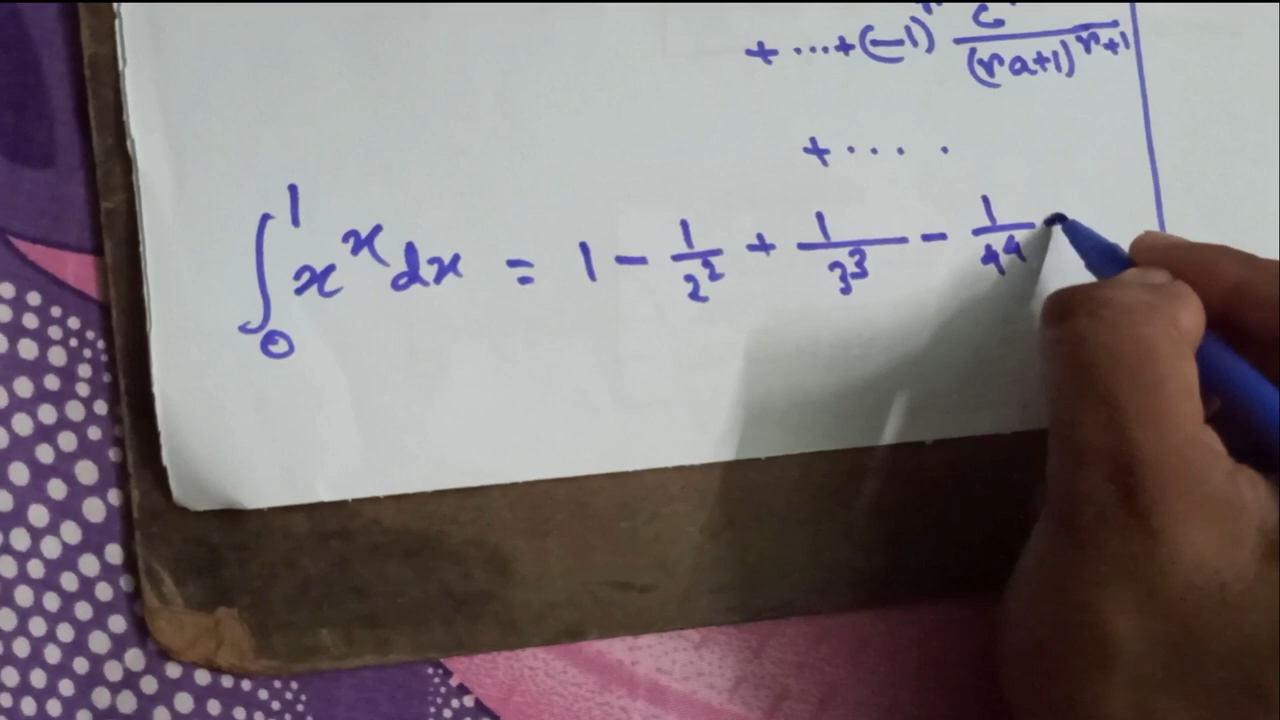 + ...+(-1)^r c^r/(ra+1)^{r+1}
+ . . . .
∫₀¹ x^x dx = 1 - 1/2² + 1/3³ - 1/4⁴